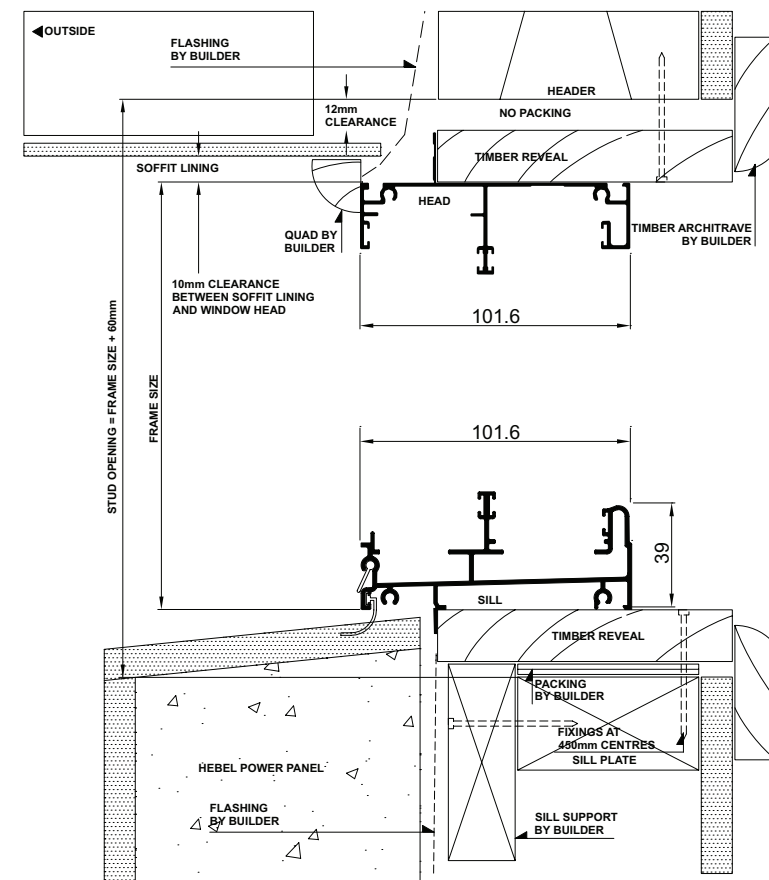 OUTSIDE
FLASHING
BY BUILDER
HEADER
12mm
CLEARANCE
NO PACKING
TIMBER REVEAL
SOFFIT LINING
HEAD
QUAD BY
BUILDER
TIMBER ARCHITRAVE
BY BUILDER
10mm CLEARANCE
BETWEEN SOFFIT LINING
AND WINDOW HEAD
101.6
STUD OPENING = FRAME SIZE + 60mm
FRAME SIZE
101.6
39
SILL
TIMBER REVEAL
PACKING
BY BUILDER
FIXINGS AT
450mm CENTRES
SILL PLATE
HEBEL POWER PANEL
FLASHING
BY BUILDER
SILL SUPPORT
BY BUILDER